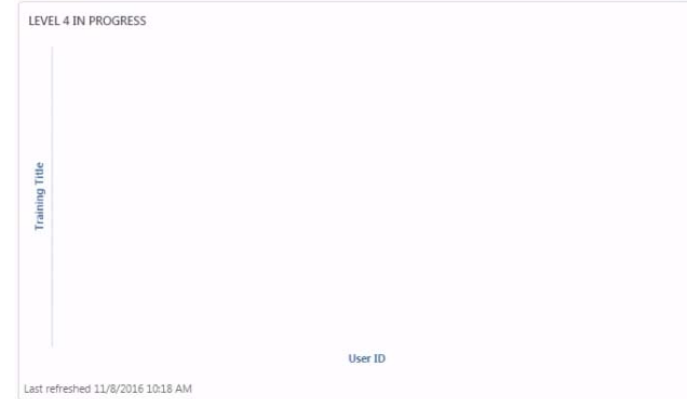 LEVEL 4 IN PROGRESS
Training Title
User ID
Last refreshed 11/8/2016 10:18 AM